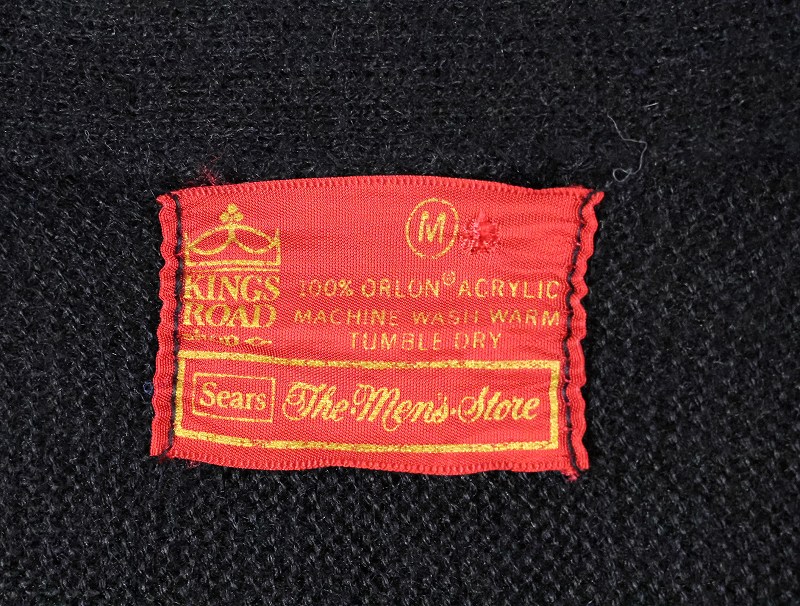 M
KINGS
ROAD
100% ORLON® ACRYLIC
MACHINE WASH WARM
TUMBLE DRY
Sears The Men's Store